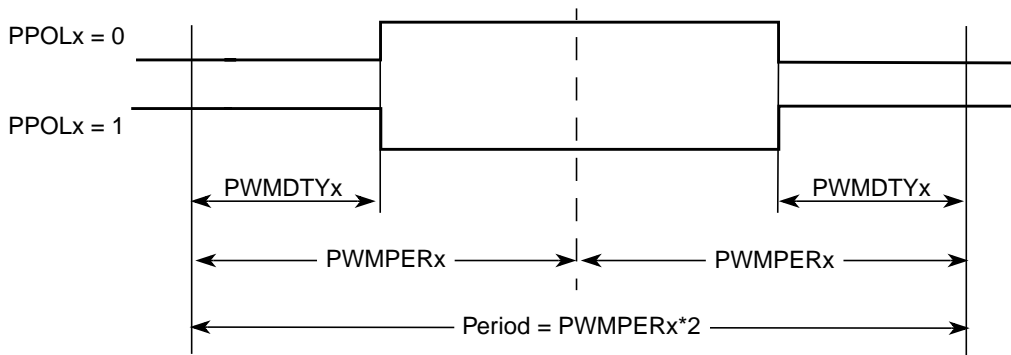 PPOLx = 0
PPOLx = 1
PWMDTYx PWMDTYx
PWMPERx PWMPERx
Period = PWMPERx*2